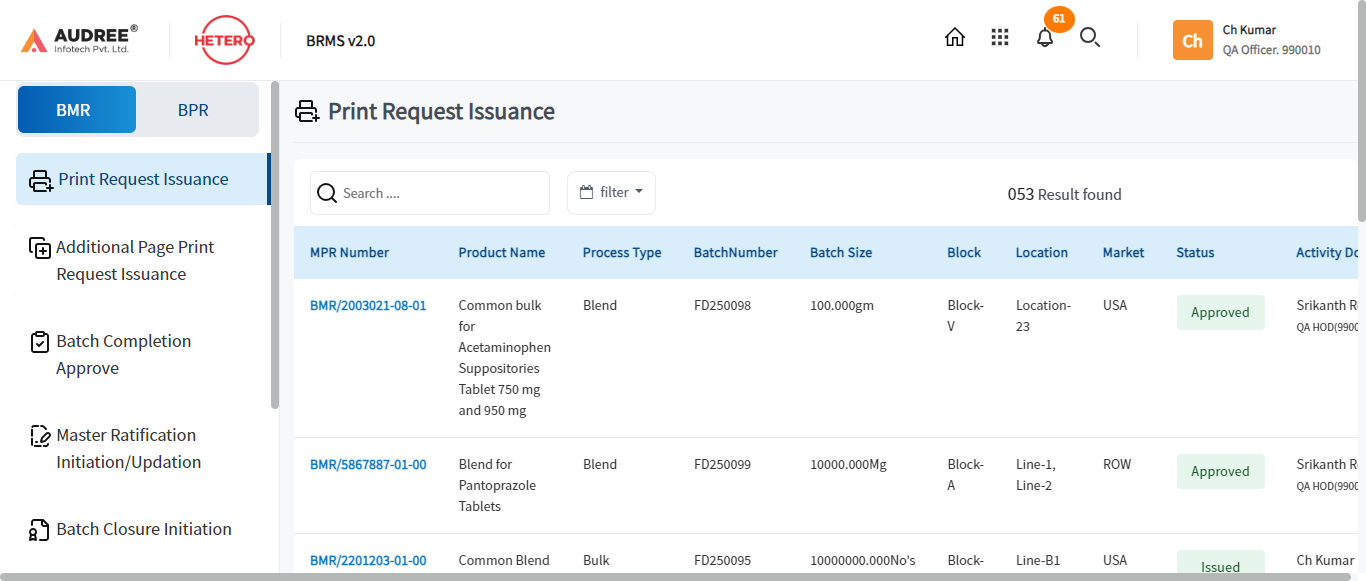 AUDREE®
Infotech Pvt. Ltd.
HETERO
BRMS v2.0
61
Ch
Ch Kumar
QA Officer. 990010
BMR
BPR
Print Request Issuance
Additional Page Print
Request Issuance
Batch Completion
Approve
Master Ratification
Initiation/Updation
Batch Closure Initiation
Print Request Issuance
Search ....
filter
053 Result found
MPR Number Product Name Process Type BatchNumber Batch Size Block Location Market Status Activity Do
BMR/2003021-08-01 Common bulk Blend FD250098 100.000gm Block- Location- USA Approved Srikanth R
for V 23 QA HOD(9900
Acetaminophen
Suppositories
Tablet 750 mg
and 950 mg
BMR/5867887-01-00 Blend for Blend FD250099 10000.000Mg Block- Line-1, ROW Approved Srikanth R
Pantoprazole A Line-2 QA HOD(9900
Tablets
BMR/2201203-01-00 Common Blend Bulk FD250095 10000000.000No's Block- Line-B1 USA Issued Ch Kumar